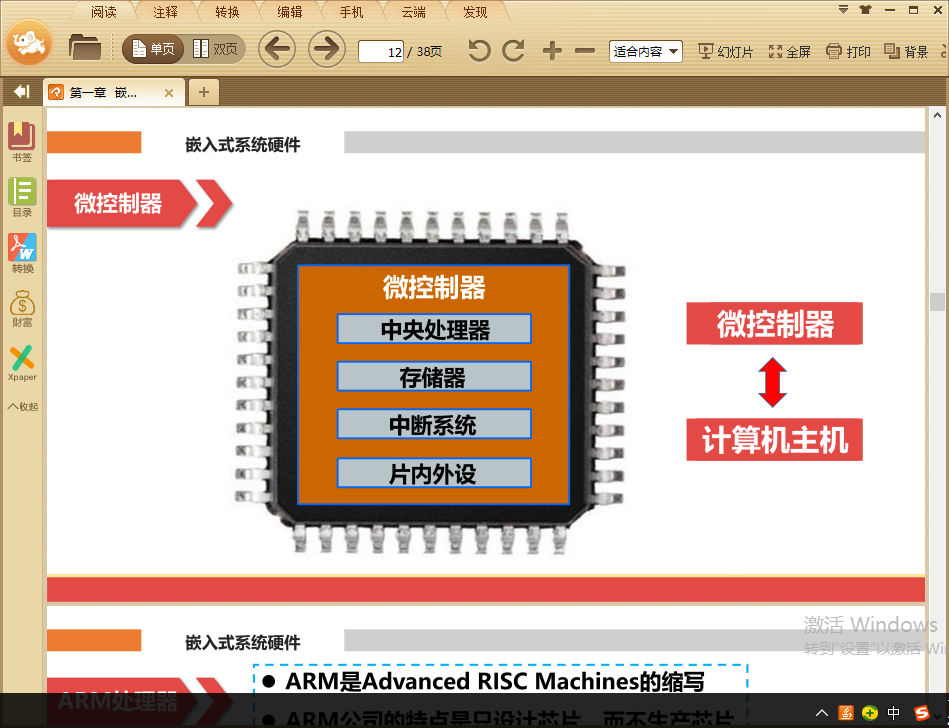 阅读 注释 转换 编辑 手机 云端 发现
单页 双页 12 / 38页 适合内容 幻灯片 全屏 打印 背景
第一章 嵌...
书签
目录
转换
财富
Xpaper
收起
嵌入式系统硬件
微控制器
微控制器
中央处理器
存储器
中断系统
片内外设
微控制器
计算机主机
嵌入式系统硬件
激活 Windows
转到"设置"以激活 Win
ARM处理器
ARM是Advanced RISC Machines的缩写
ARM公司的特点是只设计芯片，而不生产芯片
中